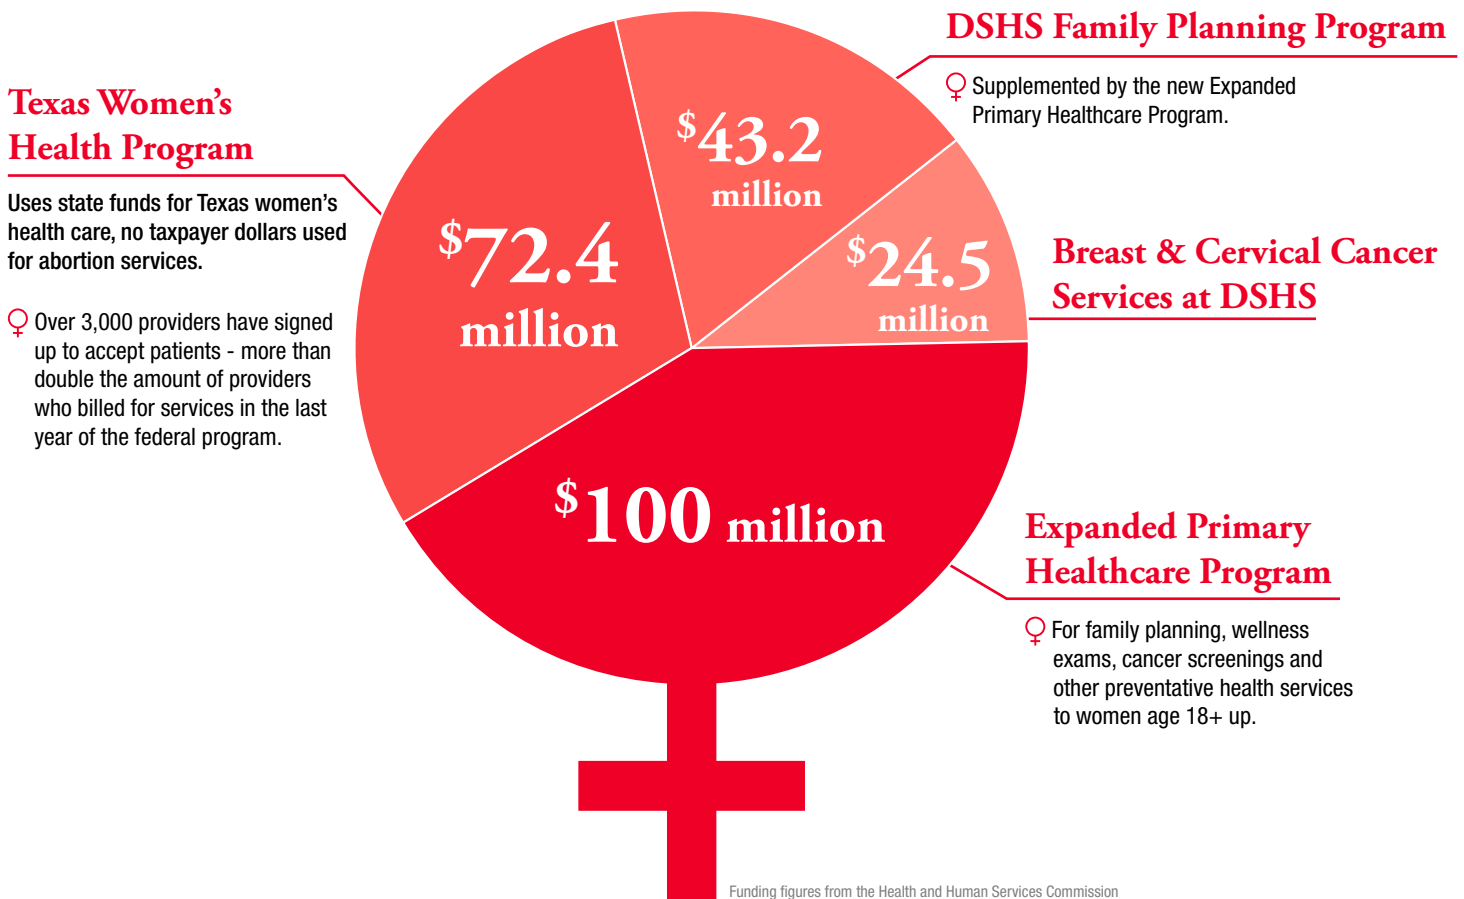 Texas Women’s
Health Program
Uses state funds for Texas women’s
health care, no taxpayer dollars used
for abortion services.
Over 3,000 providers have signed
up to accept patients - more than
double the amount of providers
who billed for services in the last
year of the federal program.
$72.4
million
$43.2
million
$24.5
million
$100 million
DSHS Family Planning Program
Supplemented by the new Expanded
Primary Healthcare Program.
Breast & Cervical Cancer
Services at DSHS
Expanded Primary
Healthcare Program
For family planning, wellness
exams, cancer screenings and
other preventative health services
to women age 18+ up.
Funding figures from the Health and Human Services Commission